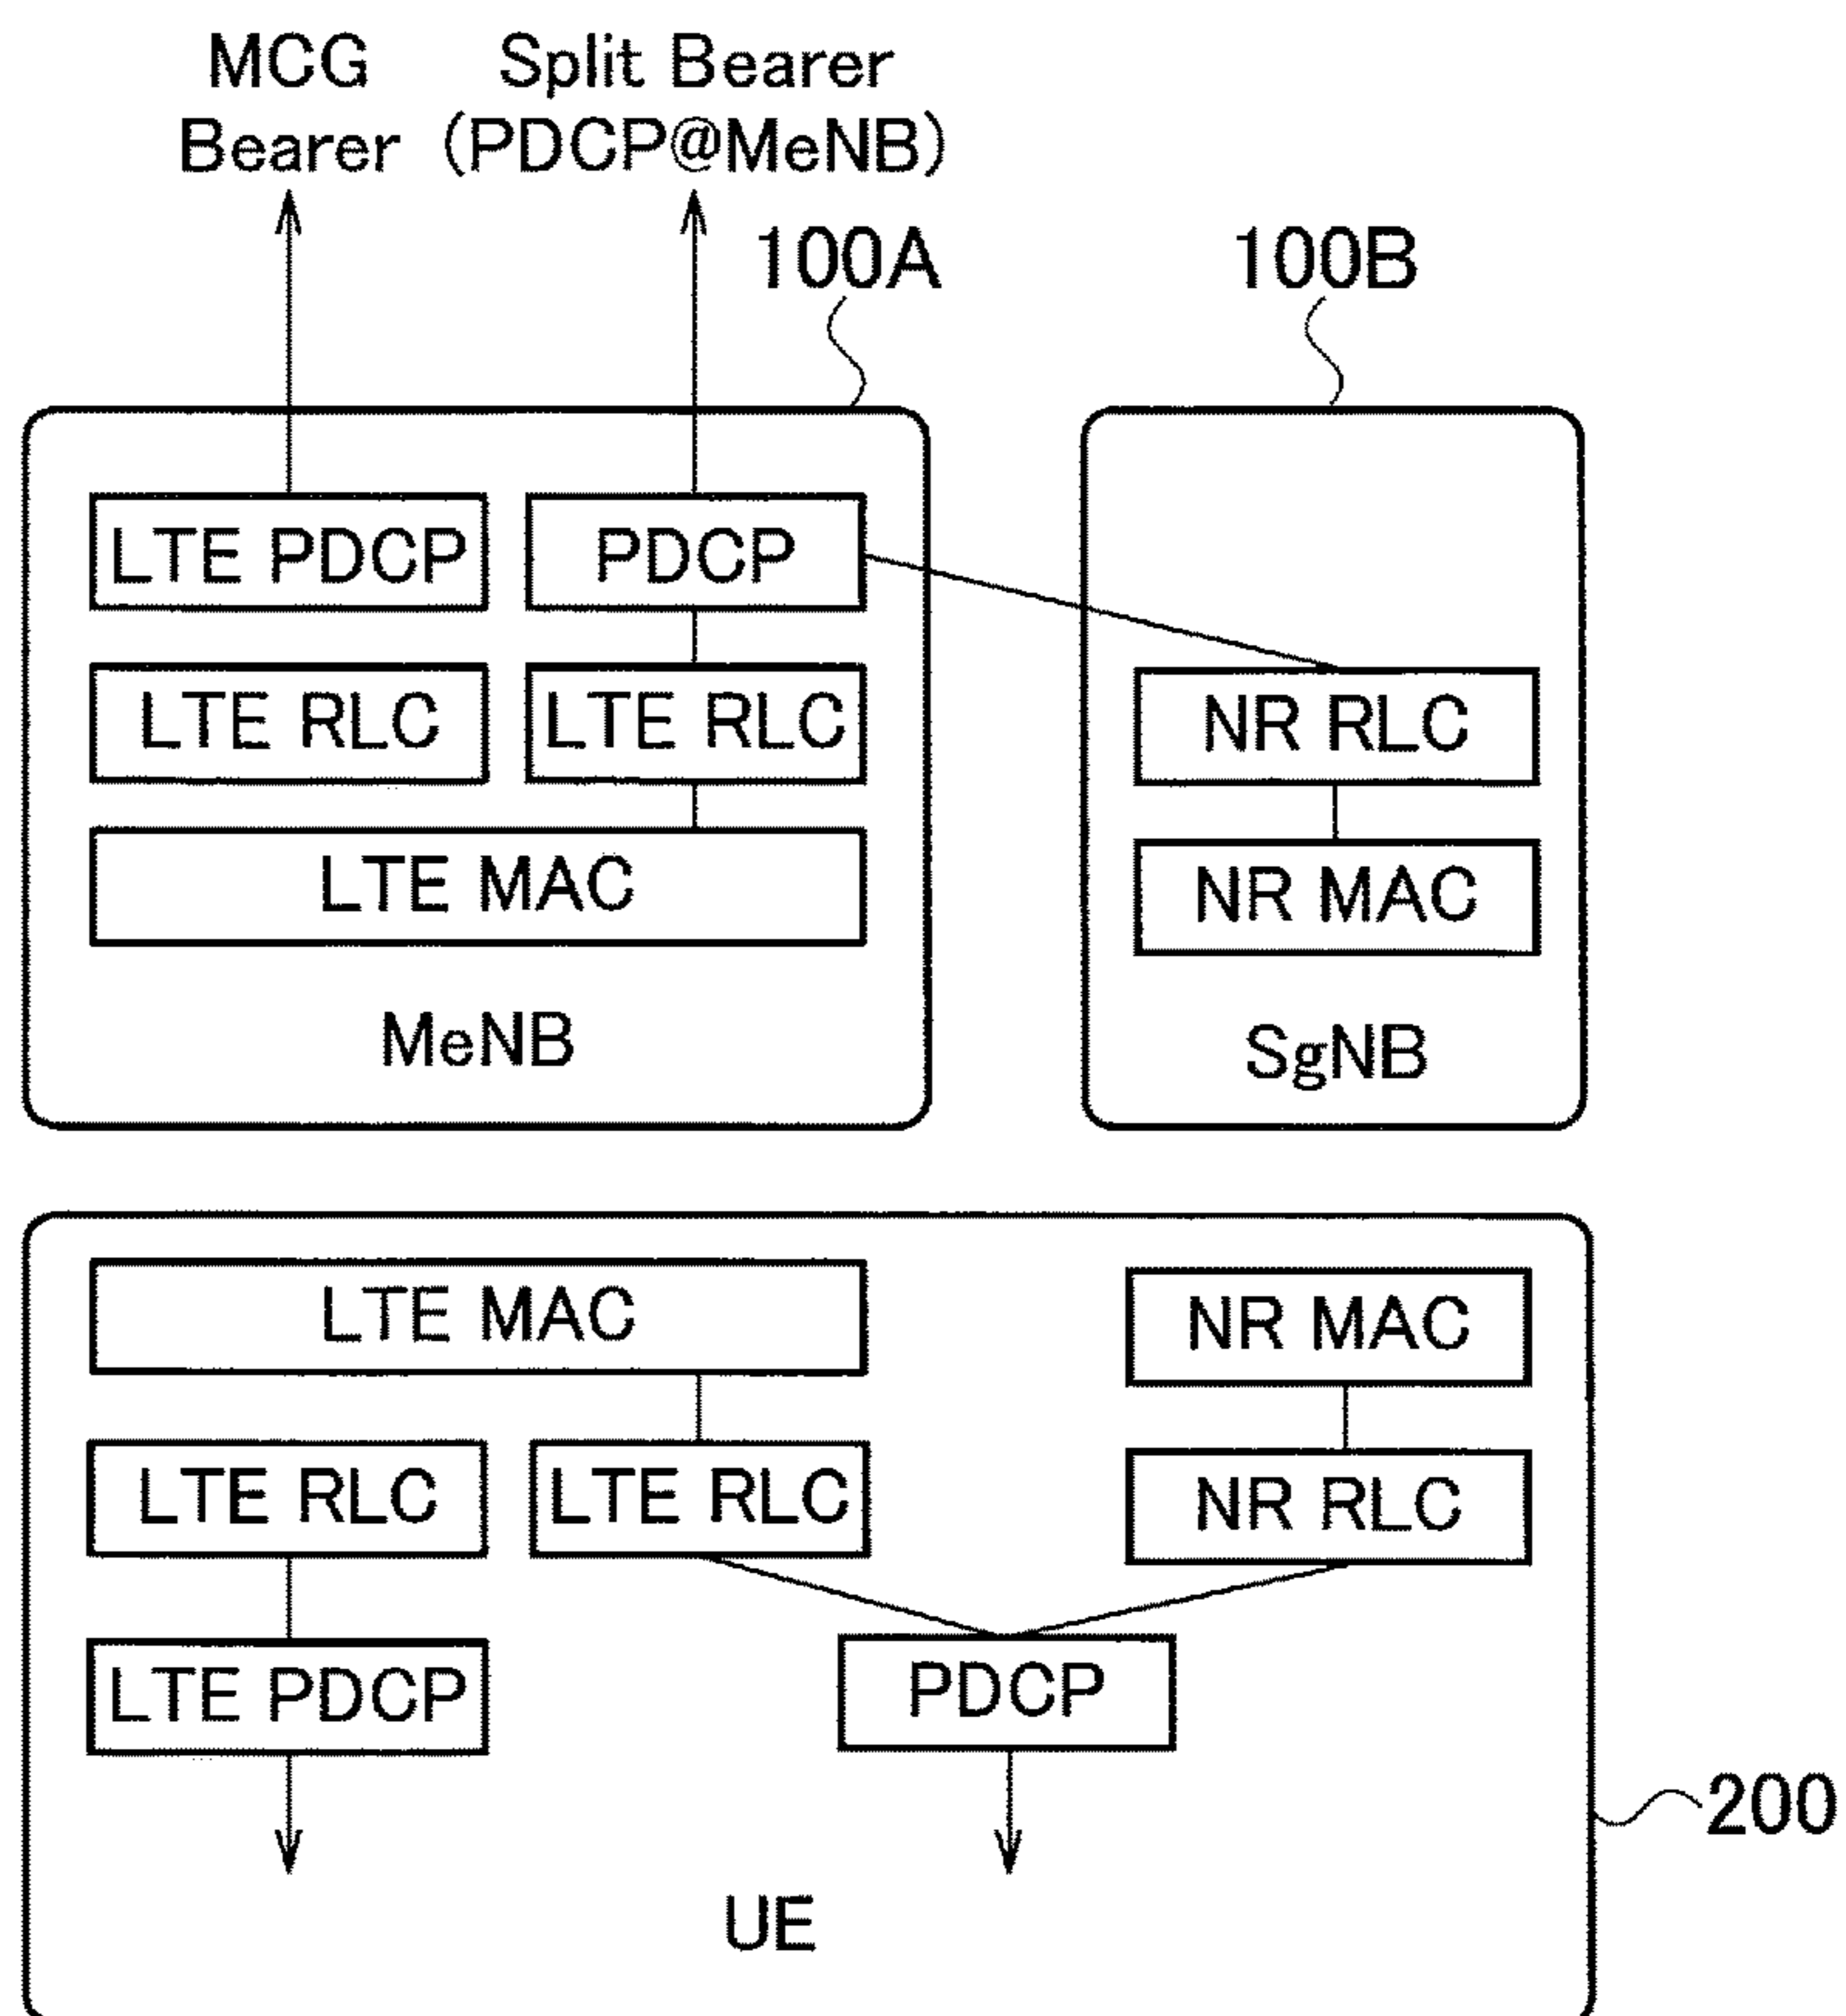 MCG
Bearer
Split Bearer
(PDCP@MeNB)
100A
100B
LTE PDCP
PDCP
LTE RLC
LTE RLC
NR RLC
LTE MAC
NR MAC
MeNB
SgNB
LTE MAC
NR MAC
LTE RLC
LTE RLC
NR RLC
LTE PDCP
PDCP
200
UE